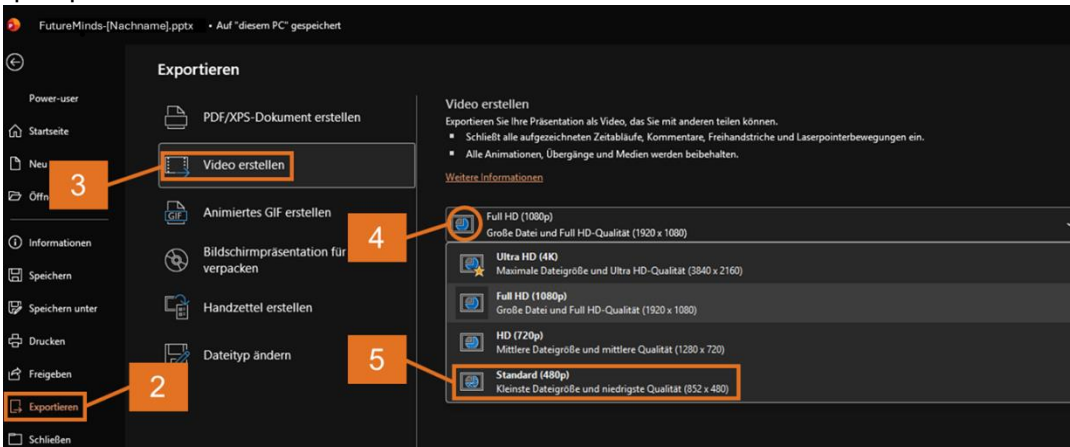 FutureMinds-[Nachname].pptx • Auf "diesem PC" gespeichert
Exportieren
Power-user
Startseite
Neu
Öffn
Informationen
Speichern
Speichern unter
Drucken
Freigeben
Exportieren
Schließen
2
3
PDF/XPS-Dokument erstellen
Video erstellen
GIF
Animiertes GIF erstellen
Bildschirmpräsentation für
verpacken
Handzettel erstellen
Dateityp ändern
4
5
Video erstellen
Exportieren Sie Ihre Präsentation als Video, das Sie mit anderen teilen können.
▪ Schließt alle aufgezeichneten Zeitabläufe, Kommentare, Freihandstriche und Laserpointerbewegungen ein.
▪ Alle Animationen, Übergänge und Medien werden beibehalten.
Weitere Informationen
Full HD (1080p)
Große Datei und Full HD-Qualität (1920 x 1080)
Ultra HD (4K)
Maximale Dateigröße und Ultra HD-Qualität (3840 x 2160)
Full HD (1080p)
Große Datei und Full HD-Qualität (1920 x 1080)
HD (720p)
Mittlere Dateigröße und mittlere Qualität (1280 x 720)
Standard (480p)
Kleinste Dateigröße und niedrigste Qualität (852 x 480)